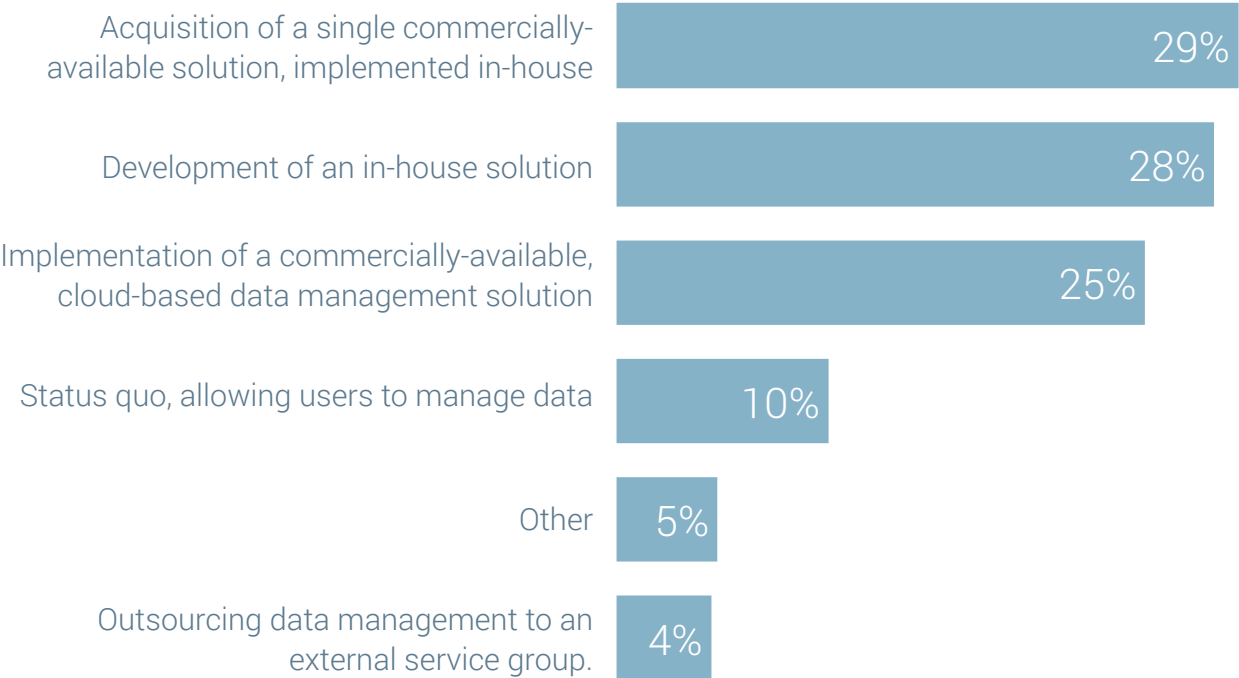 Acquisition of a single commercially-
available solution, implemented in-house
29%
Development of an in-house solution
28%
Implementation of a commercially-available,
cloud-based data management solution
25%
Status quo, allowing users to manage data
10%
Other
5%
Outsourcing data management to an
external service group.
4%